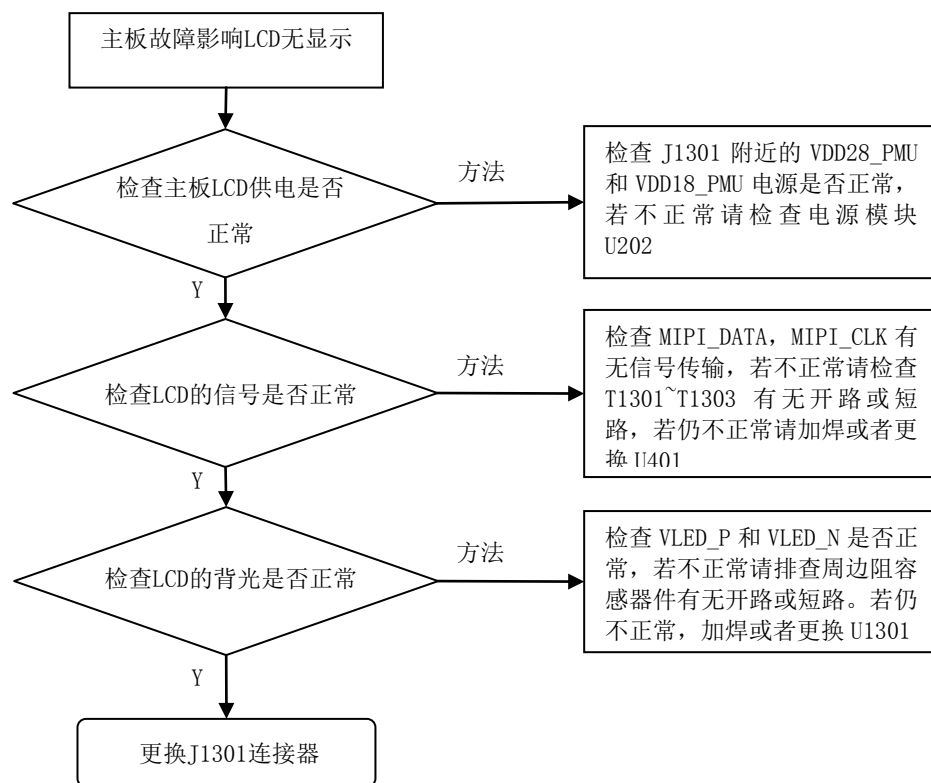 主板故障影响LCD无显示
检查主板LCD供电是否
正常
方法
检查 J1301 附近的 VDD28_PMU
和 VDD18_PMU 电源是否正常，
若不正常请检查电源模块
U202
Y
检查LCD的信号是否正常
方法
检查 MIPI_DATA，MIPI_CLK 有
无信号传输，若不正常请检查
T1301~T1303 有无开路或短
路，若仍不正常请加焊或者更
换 U401
Y
检查LCD的背光是否正常
方法
检查 VLED_P 和 VLED_N 是否正
常，若不正常请排查周边阻容
感器件有无开路或短路。若仍
不正常，加焊或者更换 U1301
Y
更换J1301连接器